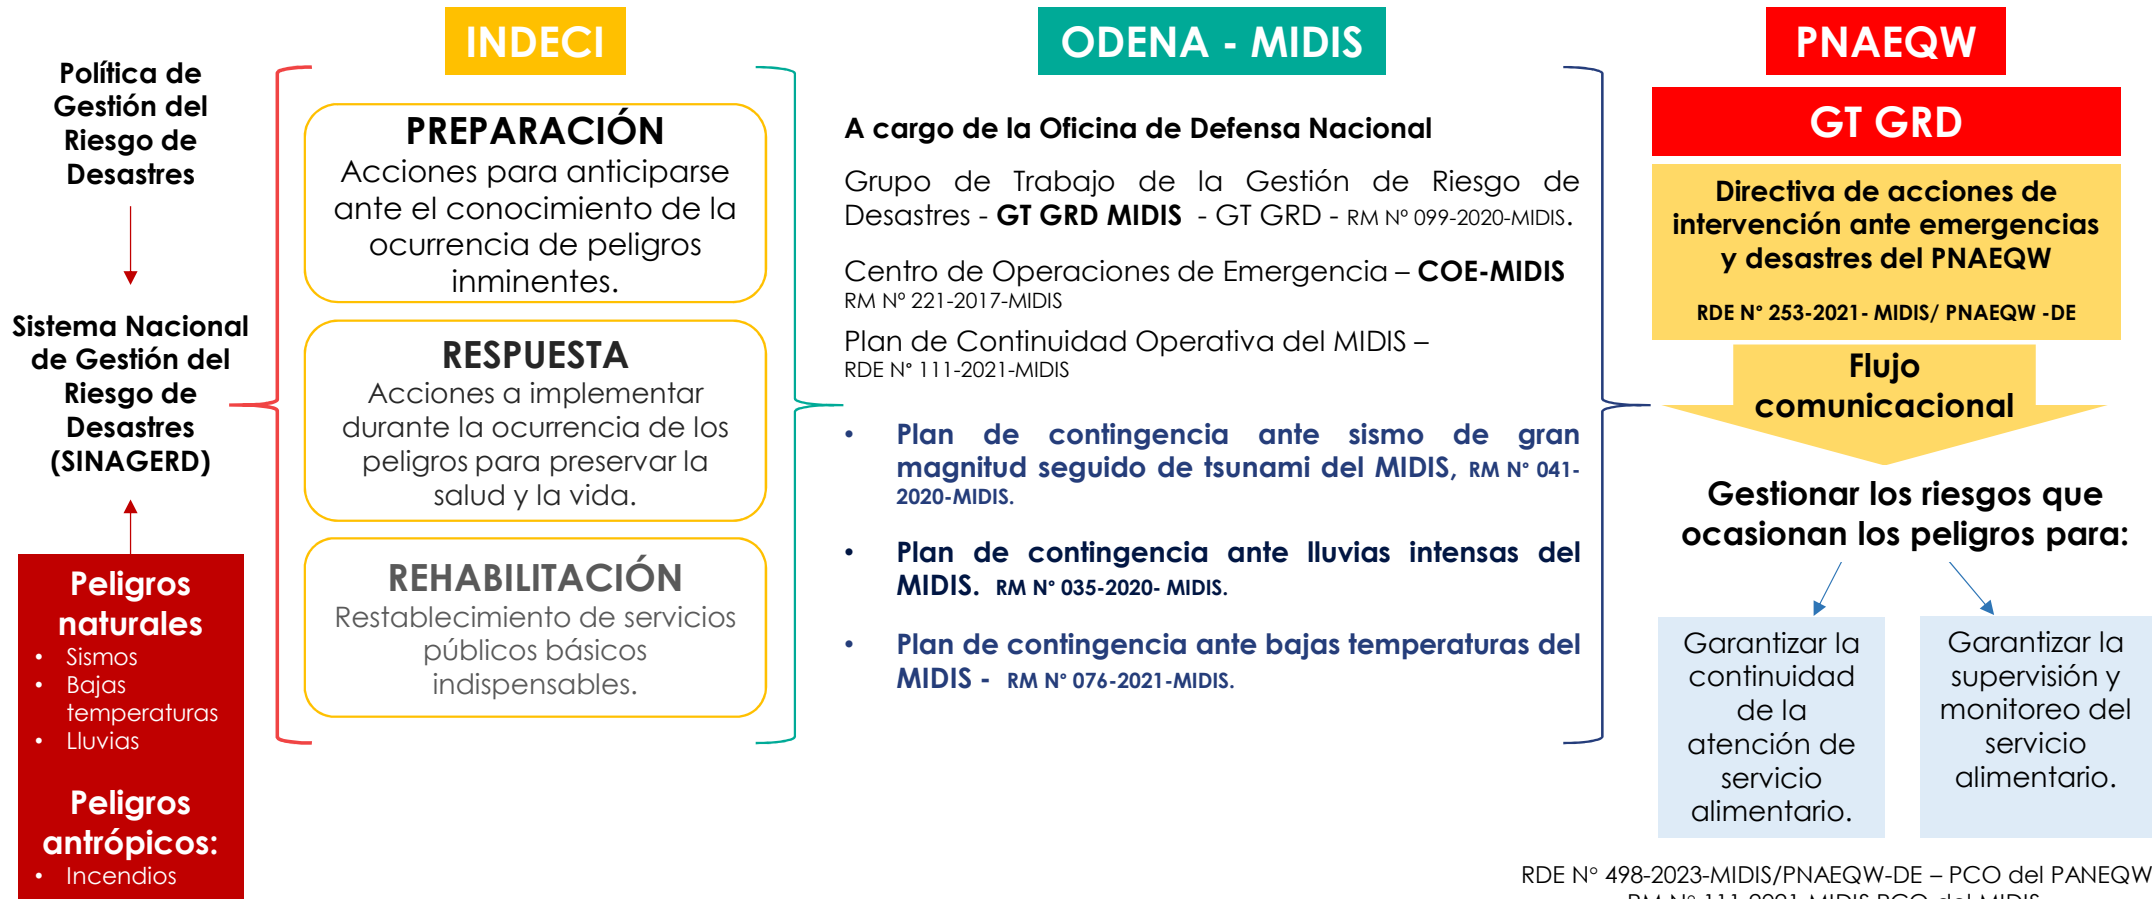 Política de
Gestión del
Riesgo de
Desastres
Sistema Nacional
de Gestión del
Riesgo de
Desastres
(SINAGERD)
Peligros
naturales
• Sismos
• Bajas
temperaturas
• Lluvias
Peligros
antrópicos:
• Incendios
INDECI
PREPARACIÓN
Acciones para anticiparse
ante el conocimiento de la
ocurrencia de peligros
inminentes.
RESPUESTA
Acciones a implementar
durante la ocurrencia de los
peligros para preservar la
salud y la vida.
REHABILITACIÓN
Restablecimiento de servicios
públicos básicos
indispensables.
ODENA - MIDIS
A cargo de la Oficina de Defensa Nacional
Grupo de Trabajo de la Gestión de Riesgo de
Desastres - GT GRD MIDIS - GT GRD - RM Nº 099-2020-MIDIS.
Centro de Operaciones de Emergencia – COE-MIDIS
RM Nº 221-2017-MIDIS
Plan de Continuidad Operativa del MIDIS –
RDE N° 111-2021-MIDIS
• Plan de contingencia ante sismo de gran
magnitud seguido de tsunami del MIDIS, RM N° 041-
2020-MIDIS.
• Plan de contingencia ante lluvias intensas del
MIDIS. RM N° 035-2020- MIDIS.
• Plan de contingencia ante bajas temperaturas del
MIDIS - RM N° 076-2021-MIDIS.
PNAEQW
GT GRD
Directiva de acciones de
intervención ante emergencias
y desastres del PNAEQW
RDE N° 253-2021- MIDIS/ PNAEQW -DE
Flujo
comunicacional
Gestionar los riesgos que
ocasionan los peligros para:
Garantizar la
continuidad
de la
atención de
servicio
alimentario.
Garantizar la
supervisión y
monitoreo del
servicio
alimentario.
RDE N° 498-2023-MIDIS/PNAEQW-DE – PCO del PANEQW
RM N° 111-2021-MIDIS PCO del MIDIS